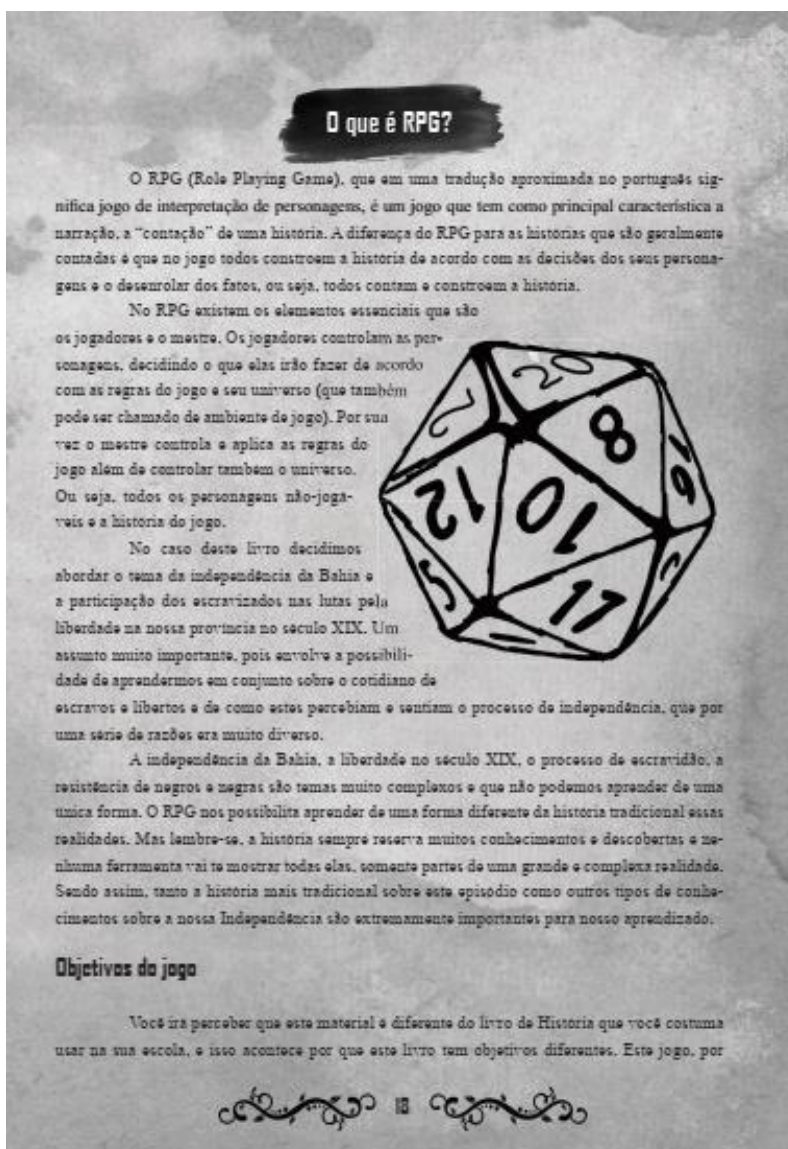 O que é RPG?
O RPG (Role Playing Game), que em uma tradução aproximada no português sig-
nifica jogo de interpretação de personagens, é um jogo que tem como principal característica a
narração, a “contação” de uma história. A diferença do RPG para as histórias que são geralmente
contadas é que no jogo todos constroem a história de acordo com as decisões dos seus persona-
gens e o desenrolar dos fatos, ou seja, todos contam e constroem a história.
No RPG existem os elementos essenciais que são
os jogadores e o mestre. Os jogadores controlam as per-
sonagens, decidindo o que elas irão fazer de acordo
com as regras do jogo e seu universo (que também
pode ser chamado de ambiente de jogo). Por sua
vez o mestre controla e aplica as regras do
jogo além de controlar também o universo.
Ou seja, todos os personagens não-joga-
veis e a história do jogo.
No caso deste livro decidimos
abordar o tema da independência da Bahia e
a participação dos escravizados nas lutas pela
liberdade na nossa província no século XIX. Um
assunto muito importante, pois envolve a possibili-
dade de aprendermos em conjunto sobre o cotidiano de
escravos e libertos e de como estes percebiam e sentiam o processo de independência, que por
uma série de razões era muito diverso.
A independência da Bahia, a liberdade no século XIX, o processo de escravidão, a
resistência de negros e negras são temas muito complexos e que não podemos aprender de uma
única forma. O RPG nos possibilita aprender de uma forma diferente da história tradicional essas
realidades. Mas lembre-se, a história sempre reserva muitos conhecimentos e descobertas e ne-
nhuma ferramenta vai te mostrar todas elas, somente partes de uma grande e complexa realidade.
Sendo assim, tanto a história mais tradicional sobre este episódio como outros tipos de conhe-
cimentos sobre a nossa Independência são extremamente importantes para nosso aprendizado.
20
2
8
16
12
10
5
17
1
Objetivos do jogo
Você irá perceber que este material é diferente do livro de História que você costuma
usar na sua escola, e isso acontece por que este livro tem objetivos diferentes. Este jogo, por
18